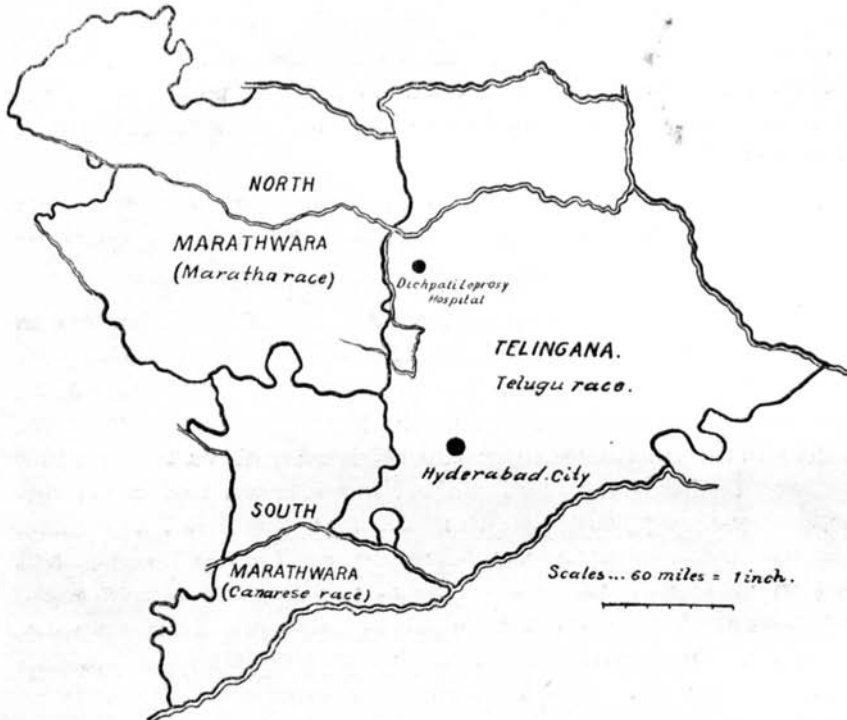 NORTH
MARATHWARA
(Maratha race)
Dichpali Leprosy
Hospital
TELINGANA.
Telugu race.
Hyderabad.city
SOUTH
MARATHWARA
(Canarese race)
Scales... 60 miles = 1 inch.